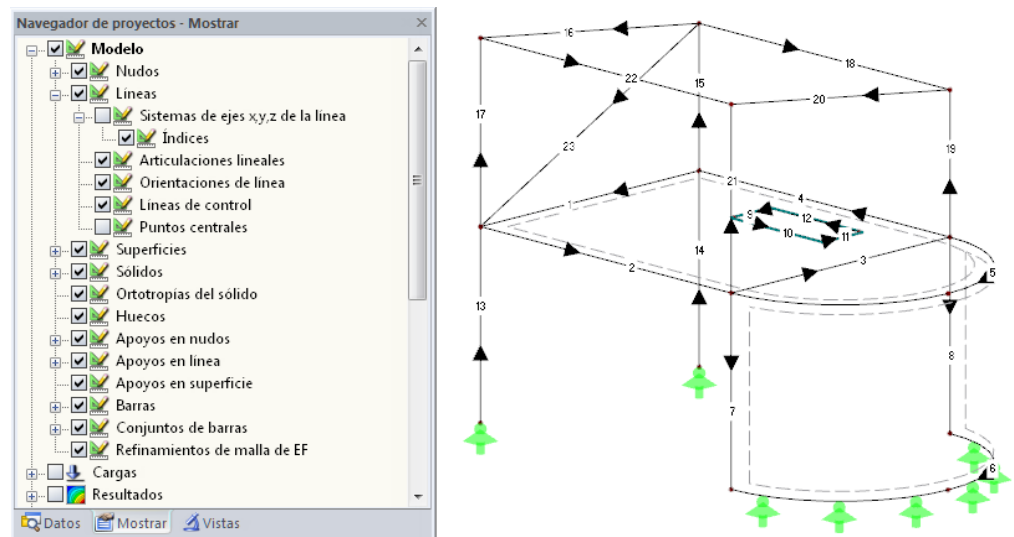 Navegador de proyectos - Mostrar
Modelo
Nudos
Líneas
Sistemas de ejes x,y,z de la línea
Índices
Articulaciones lineales
Orientaciones de línea
Líneas de control
Puntos centrales
Superficies
Sólidos
Ortotropías del sólido
Huecos
Apoyos en nudos
Apoyos en línea
Apoyos en superficie
Barras
Conjuntos de barras
Refinamientos de malla de EF
Cargas
Resultados
Datos Mostrar Vistas
16
18
22
15
20
17
23
19
21
1
4
9
12
10
11
2
14
3
5
13
8
7
6